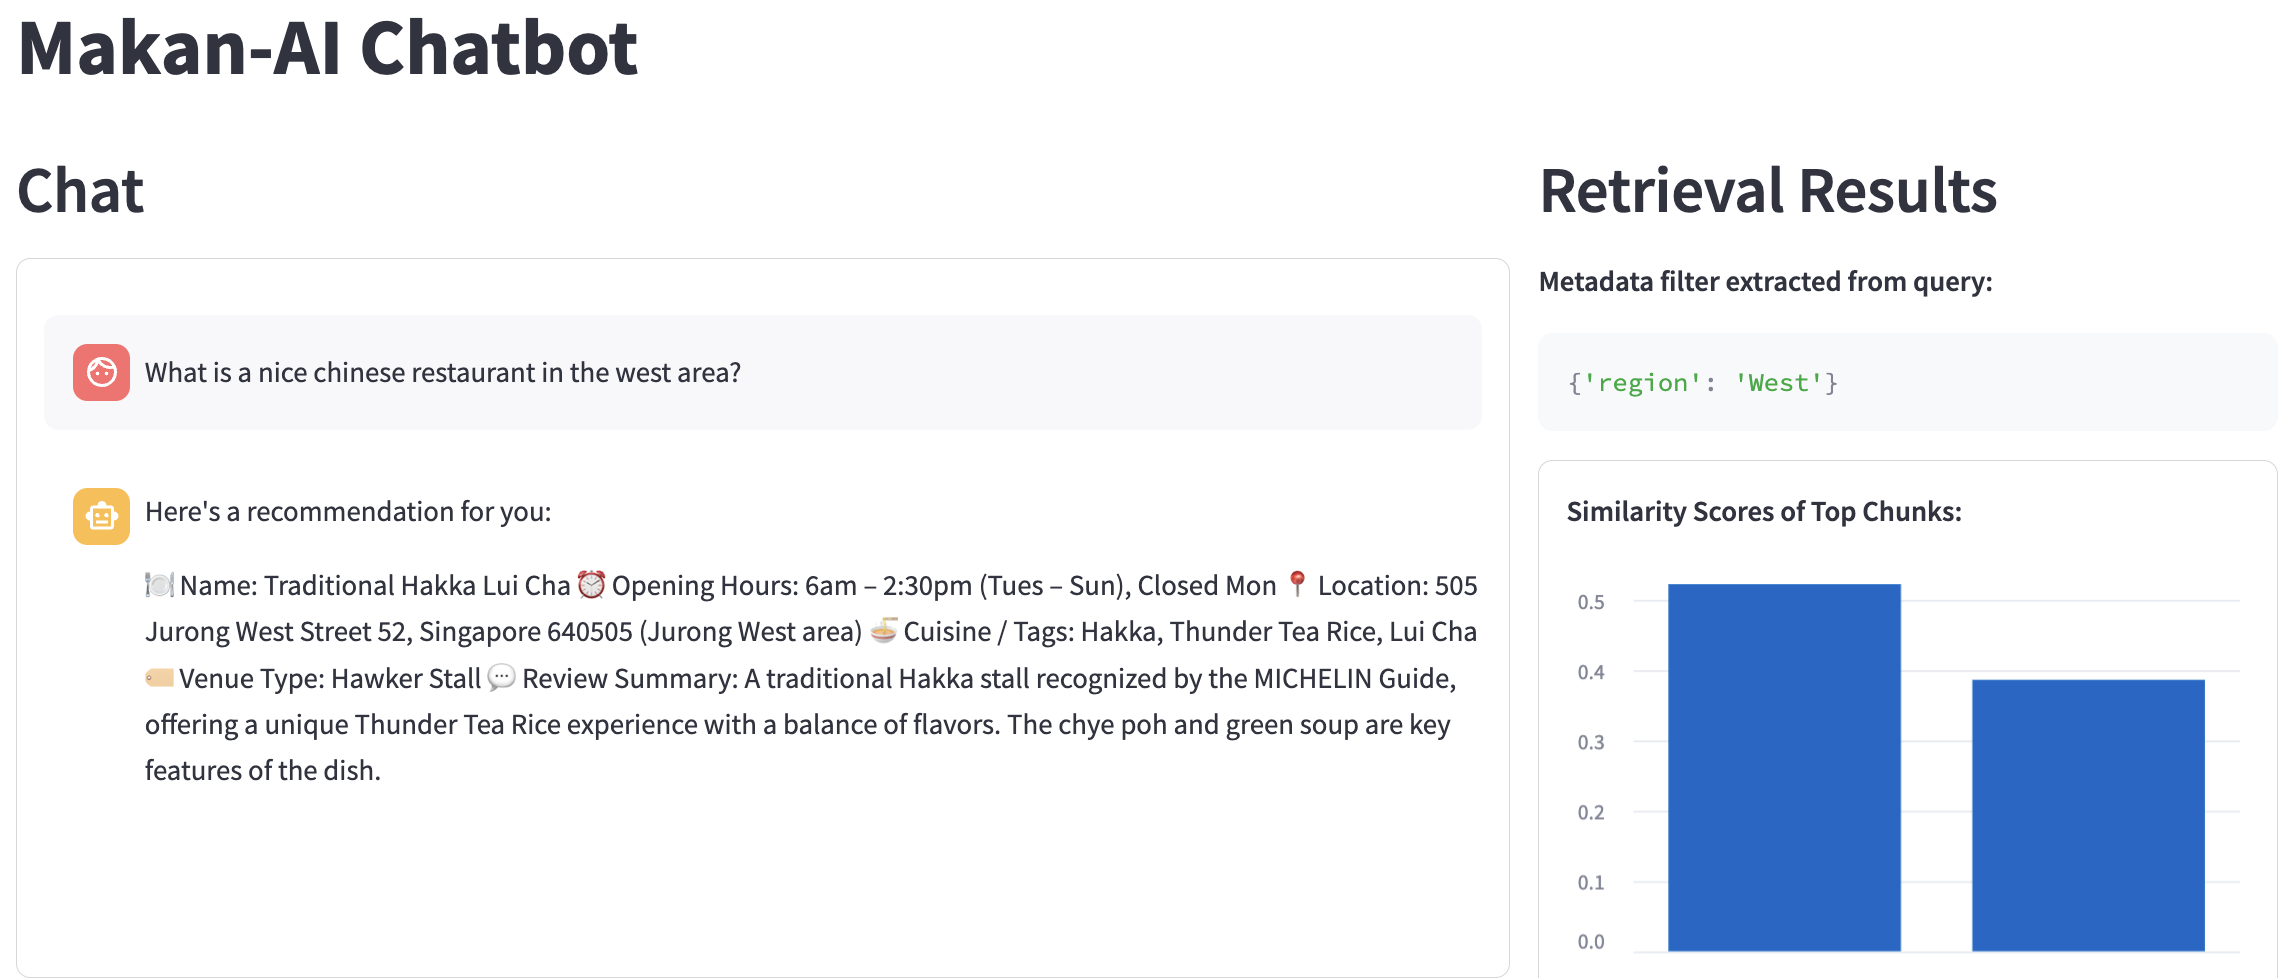 Makan-AI Chatbot
Chat
What is a nice chinese restaurant in the west area?
Here's a recommendation for you:
🍽️ Name: Traditional Hakka Lui Cha ⏰ Opening Hours: 6am – 2:30pm (Tues – Sun), Closed Mon 📍 Location: 505
Jurong West Street 52, Singapore 640505 (Jurong West area) 🍜 Cuisine / Tags: Hakka, Thunder Tea Rice, Lui Cha
🏷️ Venue Type: Hawker Stall 💬 Review Summary: A traditional Hakka stall recognized by the MICHELIN Guide,
offering a unique Thunder Tea Rice experience with a balance of flavors. The chye poh and green soup are key
features of the dish.
Retrieval Results
Metadata filter extracted from query:
{'region': 'West'}
Similarity Scores of Top Chunks:
0.5
0.4
0.3
0.2
0.1
0.0